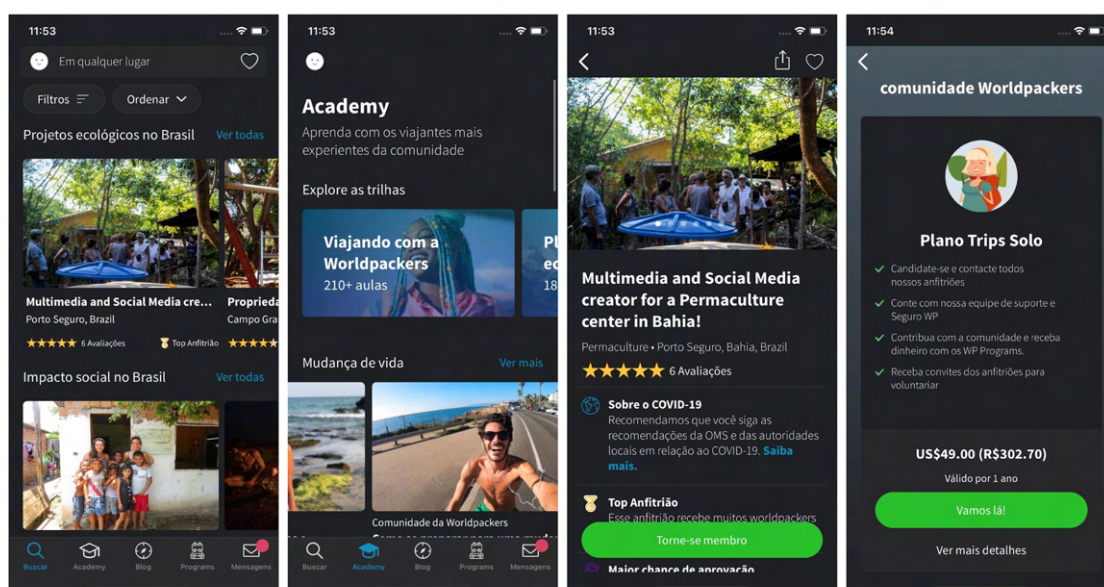 11:53
Em qualquer lugar
Filtros
Ordenar
Projetos ecológicos no Brasil Ver todas
Multimedia and Social Media cre... Proprieda
Porto Seguro, Brazil Campo Gra
6 Avaliações Top Anfitrião
Impacto social no Brasil Ver todas
Buscar Academy Blog Programs Mensagens
11:53
Academy
Aprenda com os viajantes mais
experientes da comunidade
Explore as trilhas
Viajando com a
Worldpackers
210+ aulas
Pl
ec
18
Mudança de vida Ver mais
Comunidade da Worldpackers
Buscar Academy Blog Programs Mensagens
11:53
Multimedia and Social Media
creator for a Permaculture
center in Bahia!
Permaculture • Porto Seguro, Bahia, Brazil
6 Avaliações
Sobre o COVID-19
Recomendamos que você siga as
recomendações da OMS e das autoridades
locais em relação ao COVID-19. Saiba
mais.
Top Anfitrião
Esse anfitrião recebe muitos worldpackers
Torne-se membro
Maior chance de aprovação
11:54
comunidade Worldpackers
Plano Trips Solo
Candidate-se e contacte todos
nossos anfitriões
Conte com nossa equipe de suporte e
Seguro WP
Contribua com a comunidade e receba
dinheiro com os WP Programs.
Receba convites dos anfitriões para
voluntariar
US$49.00 (R$302.70)
Válido por 1 ano
Vamos lá!
Ver mais detalhes